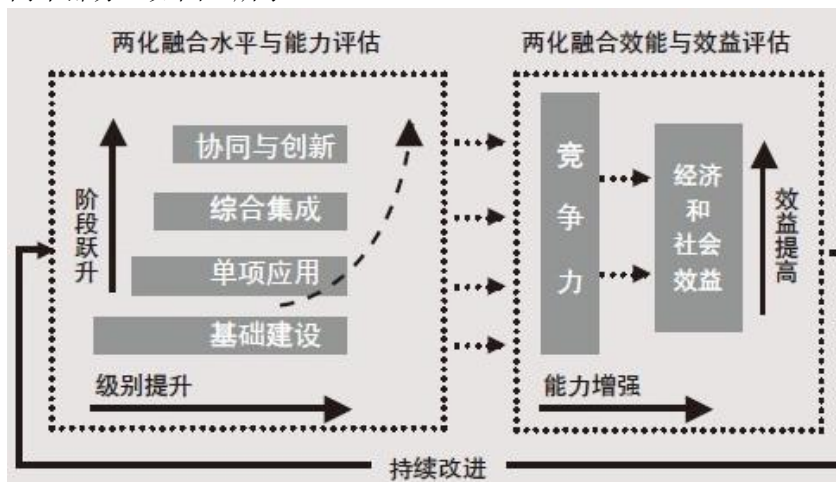 两化融合水平与能力评估
两化融合效能与效益评估
阶段跃升
协同与创新
综合集成
单项应用
基础建设
级别提升
竞争力
经济
和
社会
效益
效益提高
能力增强
持续改进